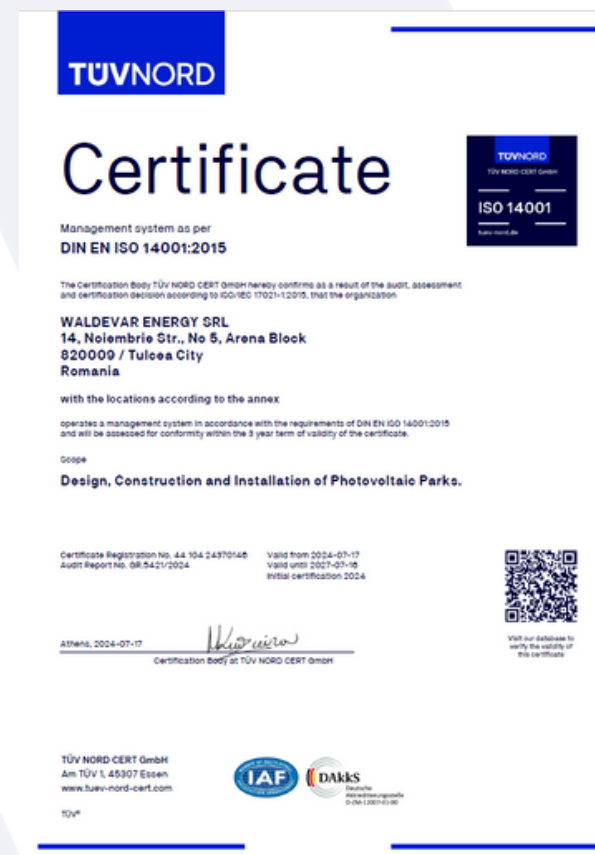 TÜVNORD
Certificate
TÜVNORD
TÜV NORD CERT GmbH
ISO 14001
tuev-nord.de
Management system as per
DIN EN ISO 14001:2015
The Certification Body TÜV NORD CERT GmbH hereby confirms as a result of the audit, assessment
and certification decision according to ISO/IEC 17021-1:2015, that the organization
WALDEVAR ENERGY SRL
14, Noiembrie Str., No 5, Arena Block
820009 / Tulcea City
Romania
with the locations according to the annex
operates a management system in accordance with the requirements of DIN EN ISO 14001:2015
and will be assessed for conformity within the 3 year term of validity of the certificate.
Scope
Design, Construction and Installation of Photovoltaic Parks.
Certificate Registration No. 44 104 24370146
Audit Report No. GR.5421/2024
Valid from 2024-07-17
Valid until 2027-07-16
Initial certification 2024
Visit our database to
verify the validity of
this certificate
Athens, 2024-07-17
Certification Body at TÜV NORD CERT GmbH
TÜV NORD CERT GmbH
Am TÜV 1, 45307 Essen
www.tuev-nord-cert.com
TÜV®
IAF
DAkkS
Deutsche
Akkreditierungsstelle
D-ZM-12007-01-00